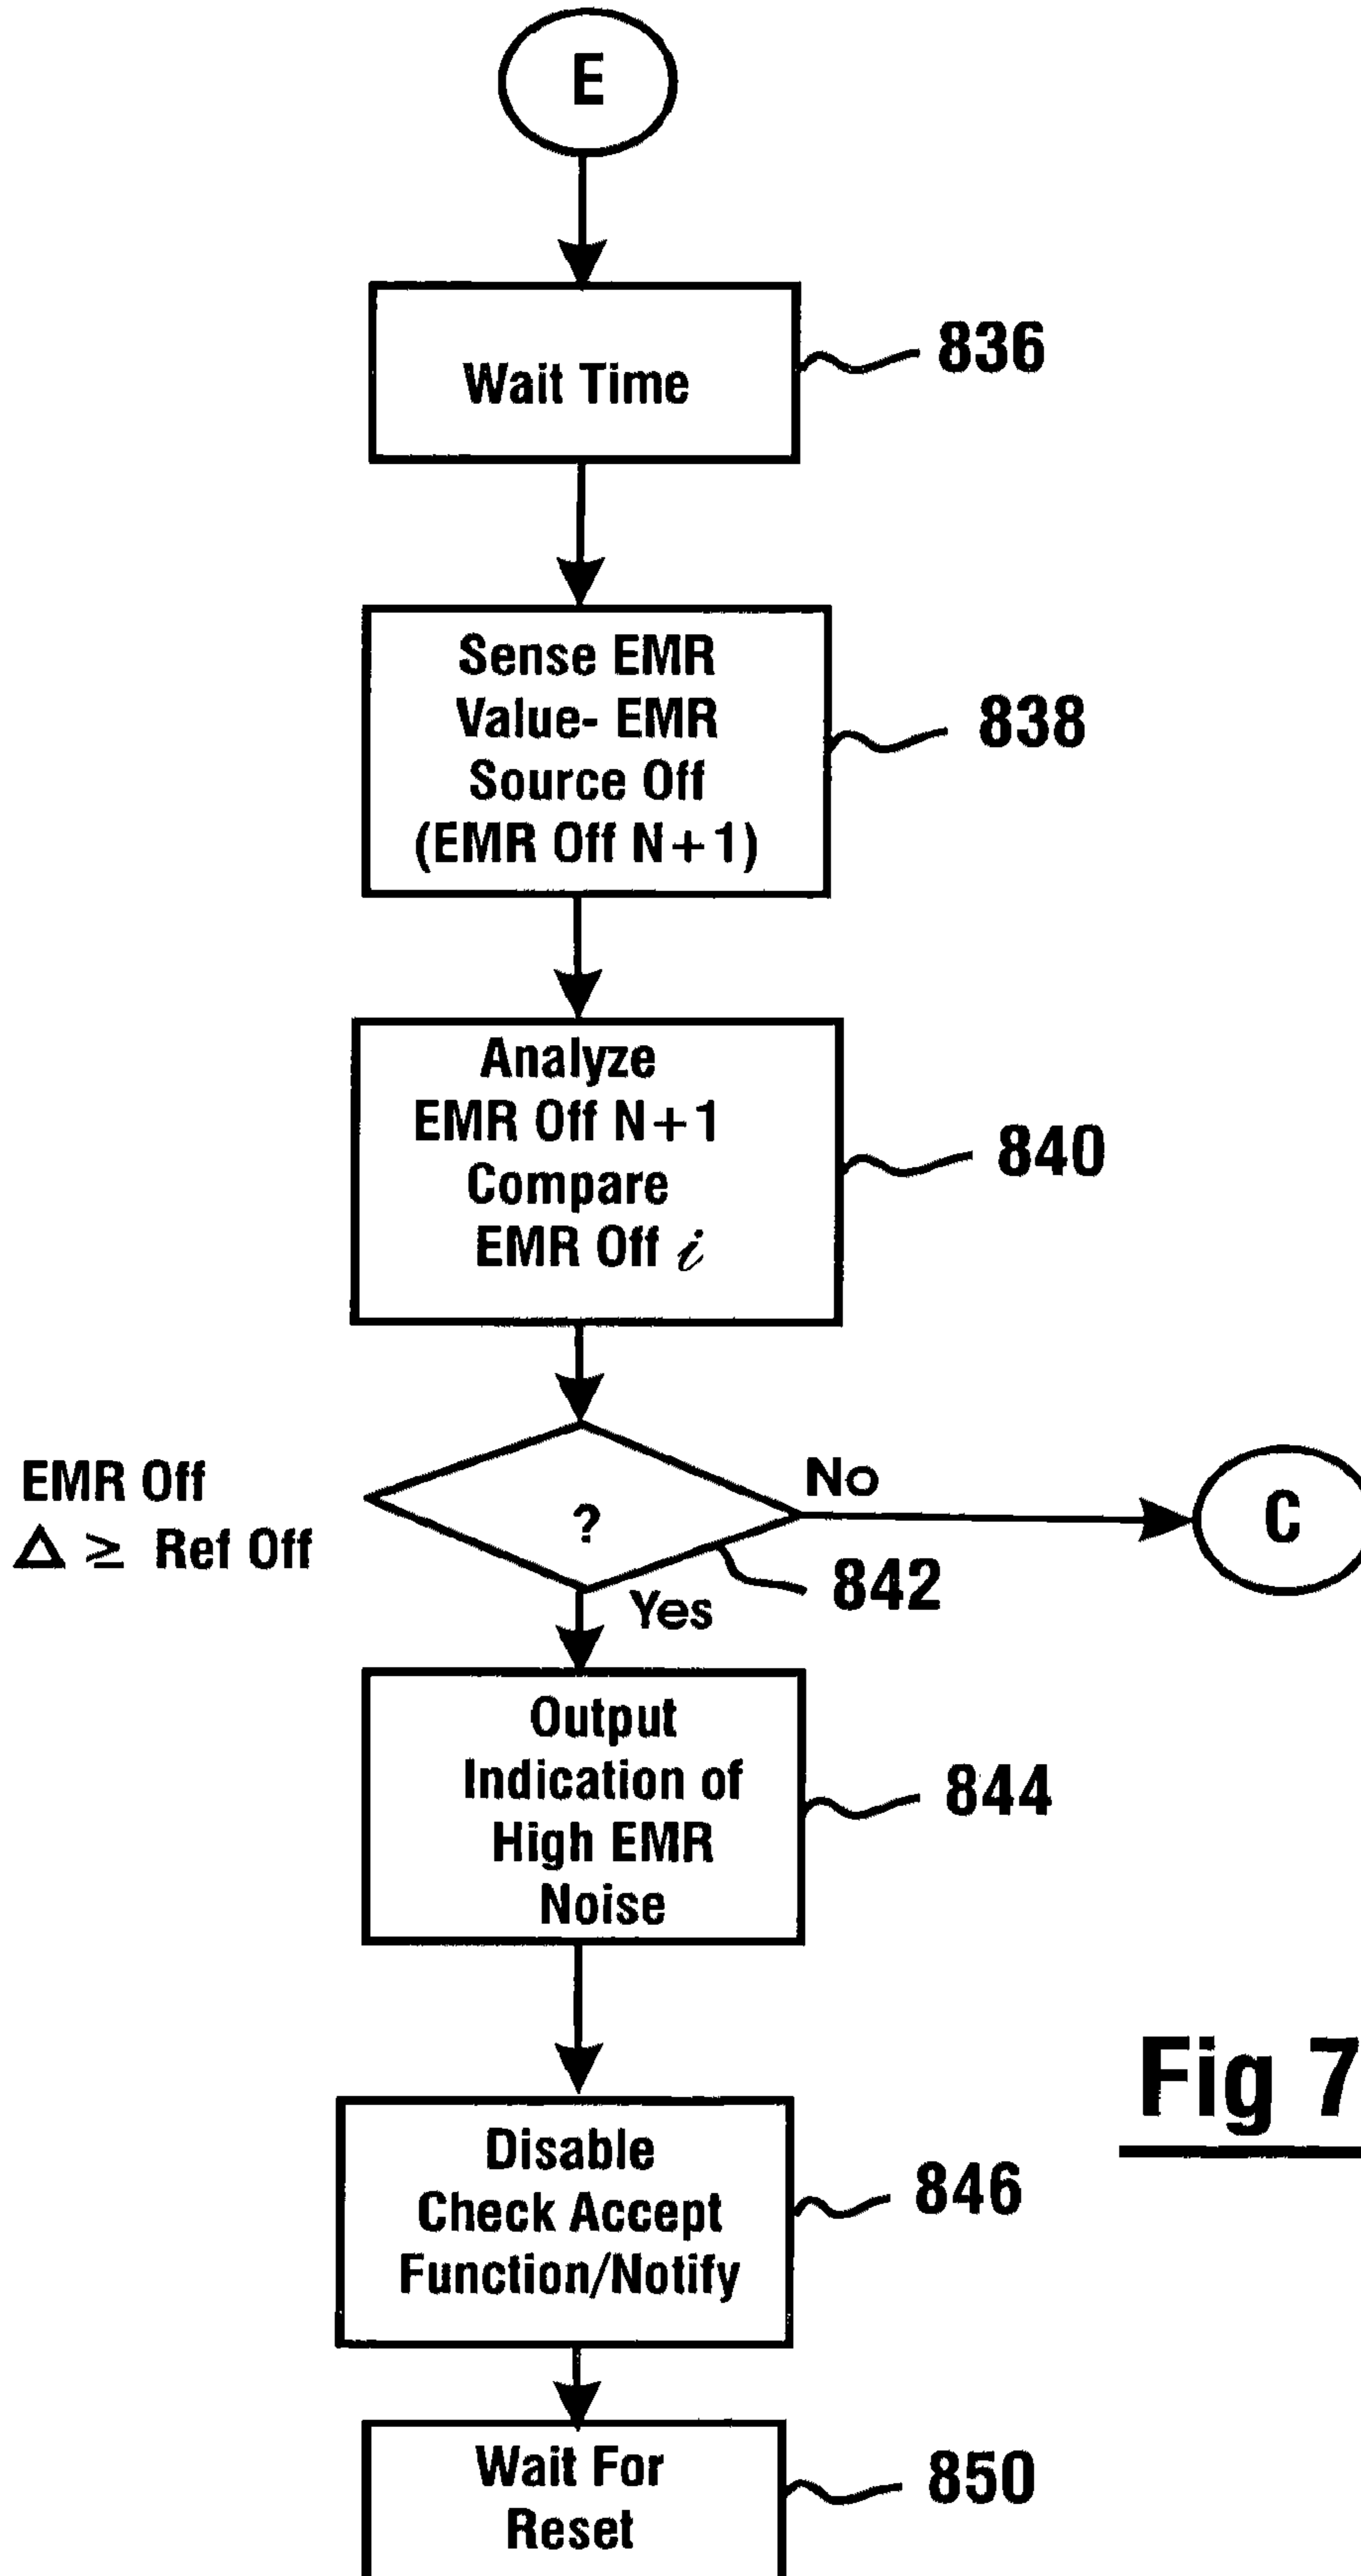 E
Wait Time
836
Sense EMR
Value- EMR
Source Off
(EMR Off N+1)
838
Analyze
EMR Off N+1
Compare
EMR Off i
840
EMR Off
Δ ≥ Ref Off
?
No
C
842
Yes
Output
Indication of
High EMR
Noise
844
Disable
Check Accept
Function/Notify
846
Wait For
Reset
850
Fig 7